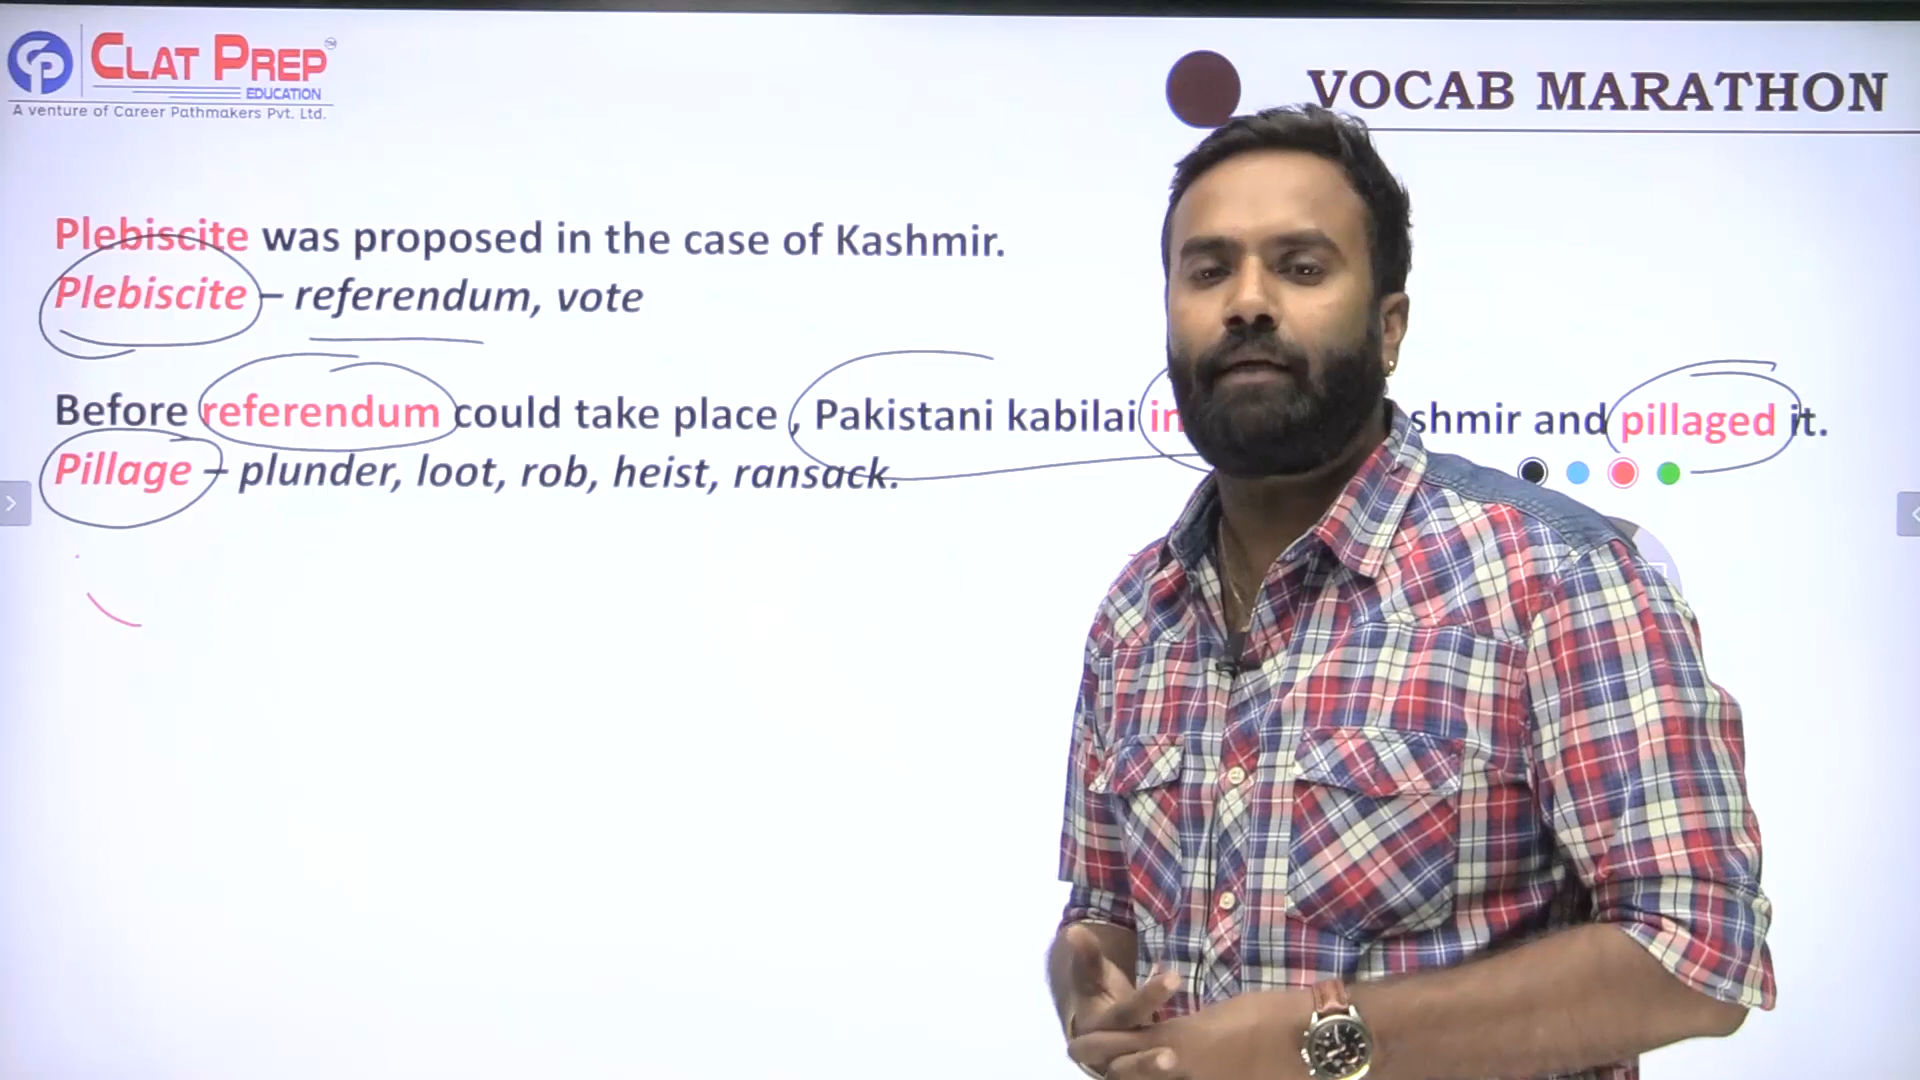 CLAT PREP
EDUCATION
A venture of Career Pathmakers Pvt. Ltd.
VOCAB MARATHON
Plebiscite was proposed in the case of Kashmir.
Plebiscite – referendum, vote
Before referendum could take place , Pakistani kabilai and pillaged it.
Pillage – plunder, loot, rob, heist, ransack.